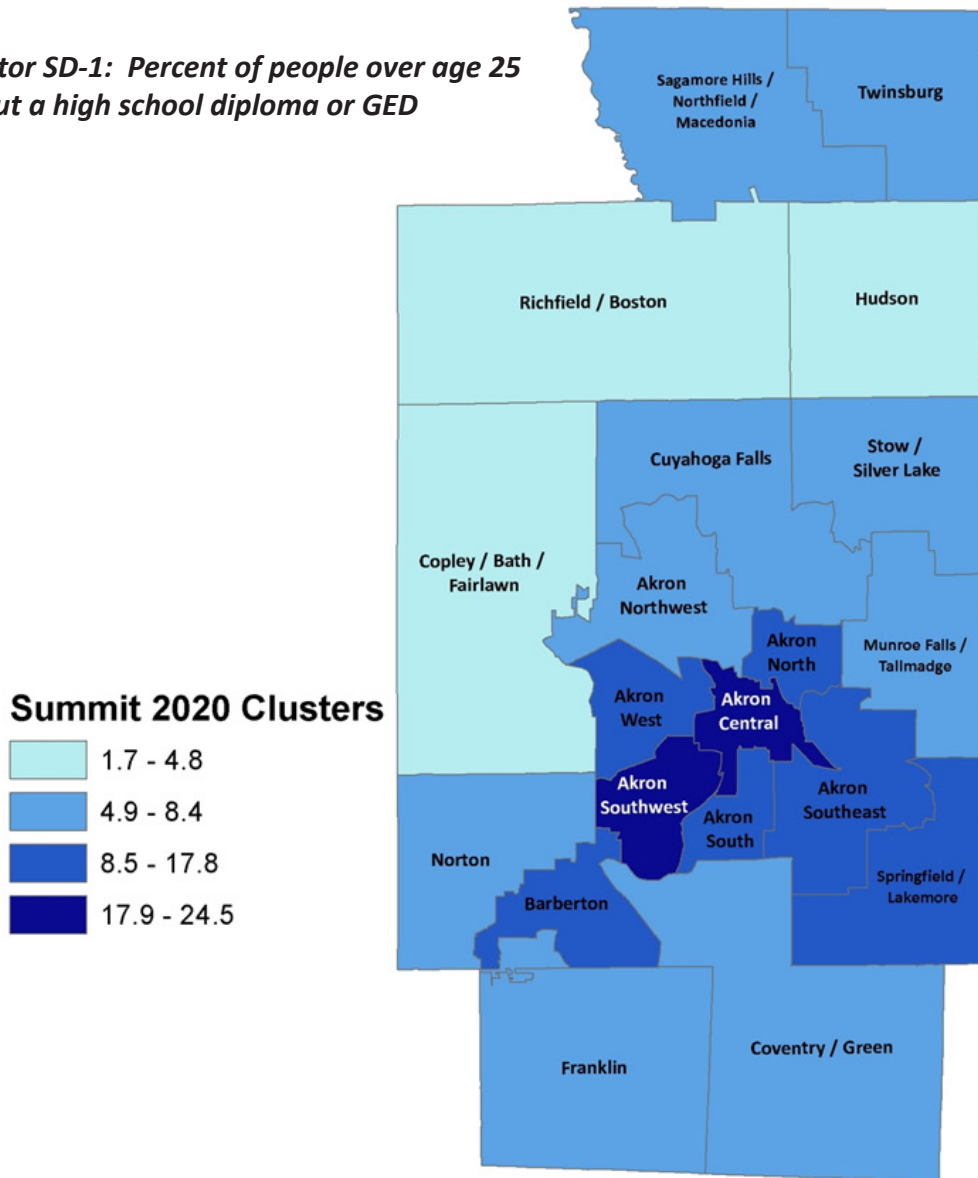 tor SD-1: Percent of people over age 25
ut a high school diploma or GED
Sagamore Hills /
Northfield /
Macedonia
Twinsburg
Richfield / Boston
Hudson
Cuyahoga Falls
Stow /
Silver Lake
Copley / Bath /
Fairlawn
Akron
Northwest
Munroe Falls /
Tallmadge
Akron
North
Akron
West
Akron
Central
Akron
Southwest
Akron
South
Akron
Southeast
Norton
Barberton
Springfield /
Lakemore
Franklin
Coventry / Green
Summit 2020 Clusters
1.7 - 4.8
4.9 - 8.4
8.5 - 17.8
17.9 - 24.5